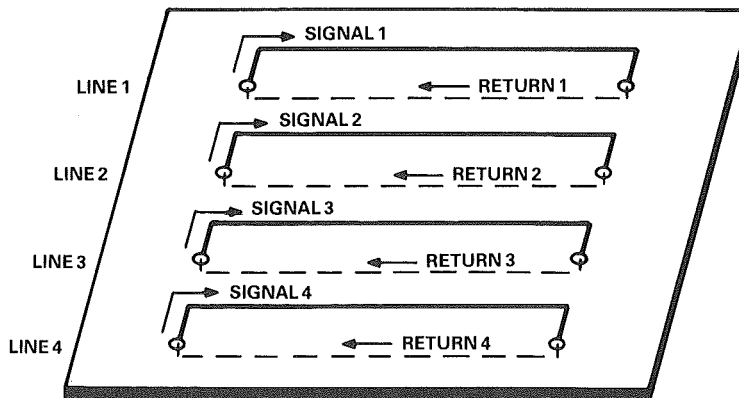 SIGNAL 1
LINE 1
RETURN 1
SIGNAL 2
LINE 2
RETURN 2
SIGNAL 3
LINE 3
RETURN 3
SIGNAL 4
LINE 4
RETURN 4